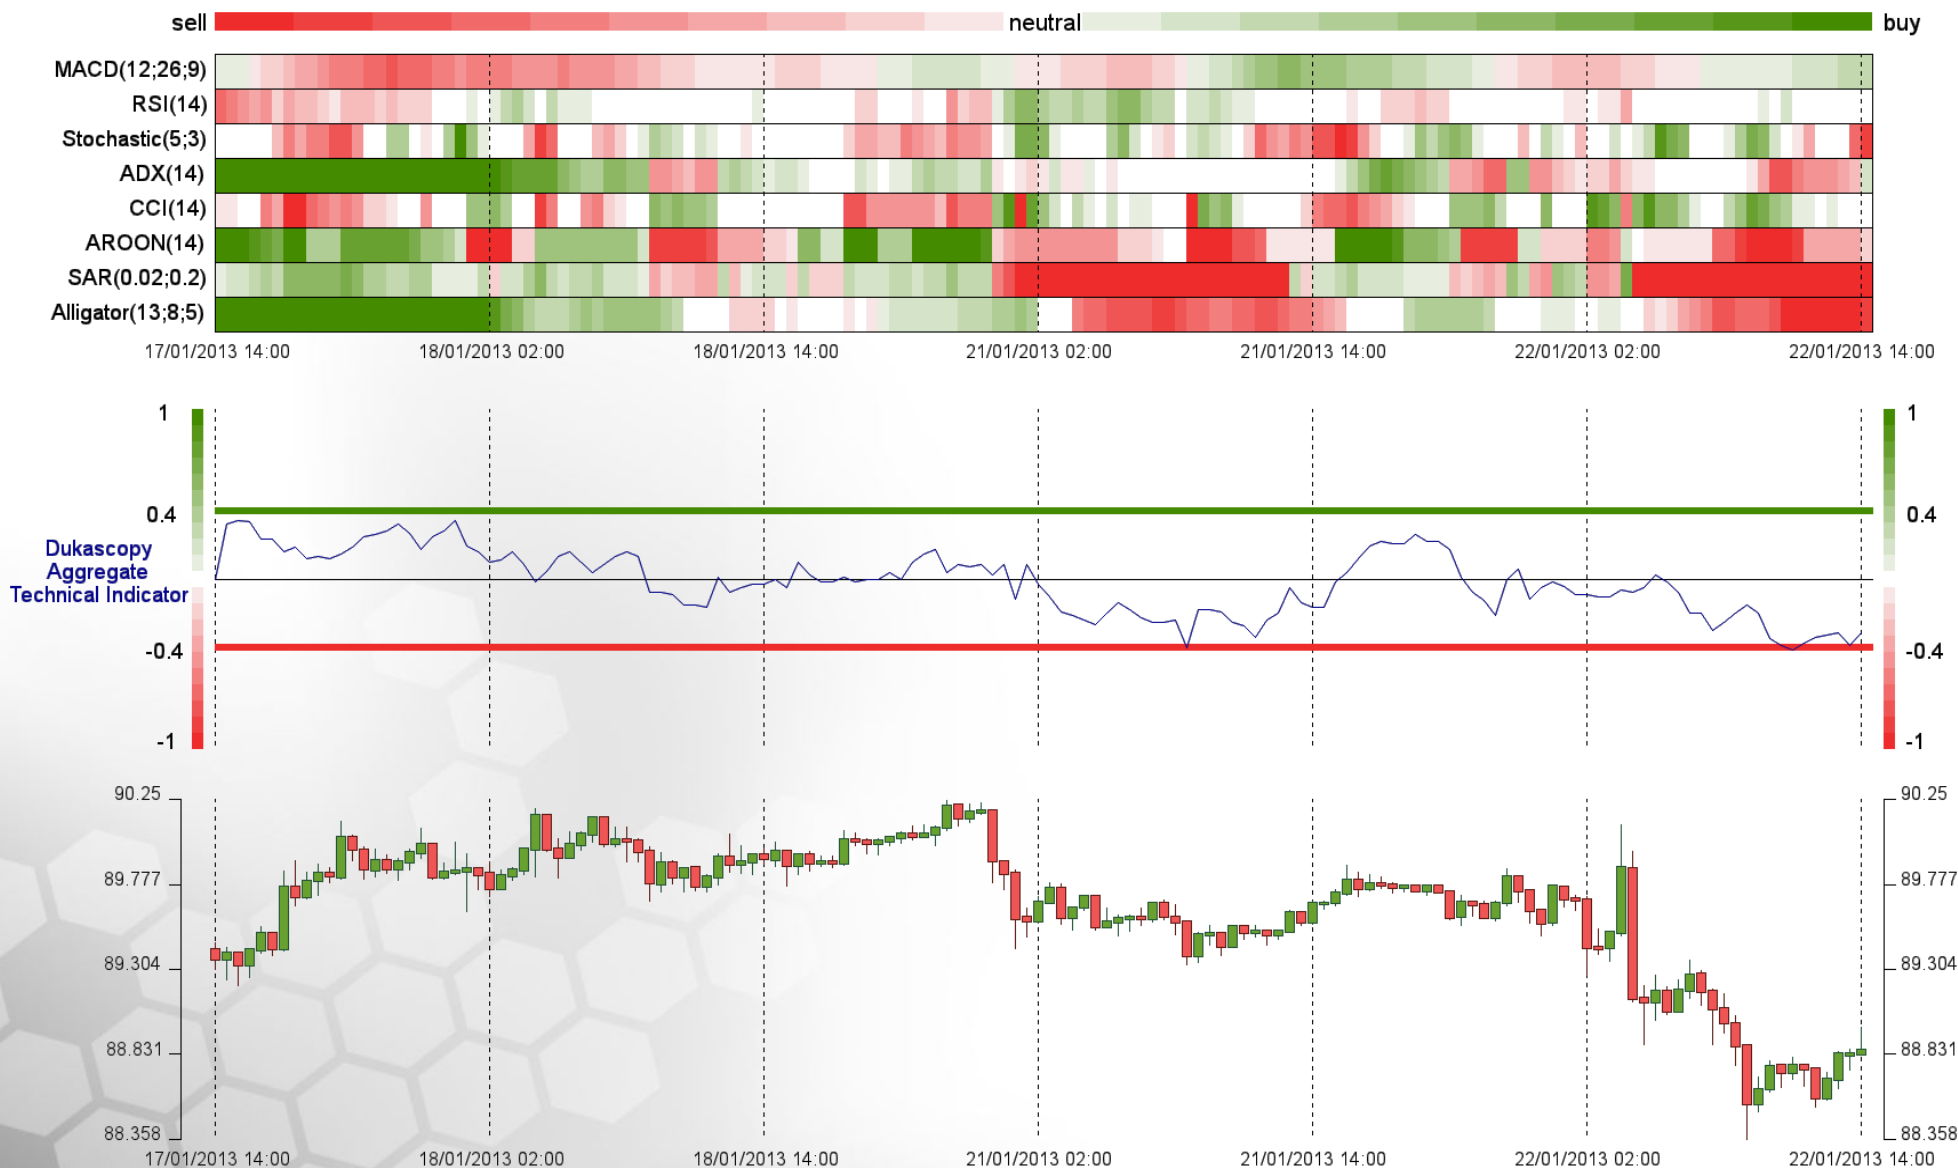 sell neutral buy
MACD(12;26;9)
RSI(14)
Stochastic(5;3)
ADX(14)
CCI(14)
AROON(14)
SAR(0.02;0.2)
Alligator(13;8;5)
17/01/2013 14:00 18/01/2013 02:00 18/01/2013 14:00 21/01/2013 02:00 21/01/2013 14:00 22/01/2013 02:00 22/01/2013 14:00
1 1
0.4 0.4
Dukascopy
Aggregate
Technical Indicator
-0.4 -0.4
-1 -1
90.25 90.25
89.777 89.777
89.304 89.304
88.831 88.831
88.358 88.358
17/01/2013 14:00 18/01/2013 02:00 18/01/2013 14:00 21/01/2013 02:00 21/01/2013 14:00 22/01/2013 02:00 22/01/2013 14:00